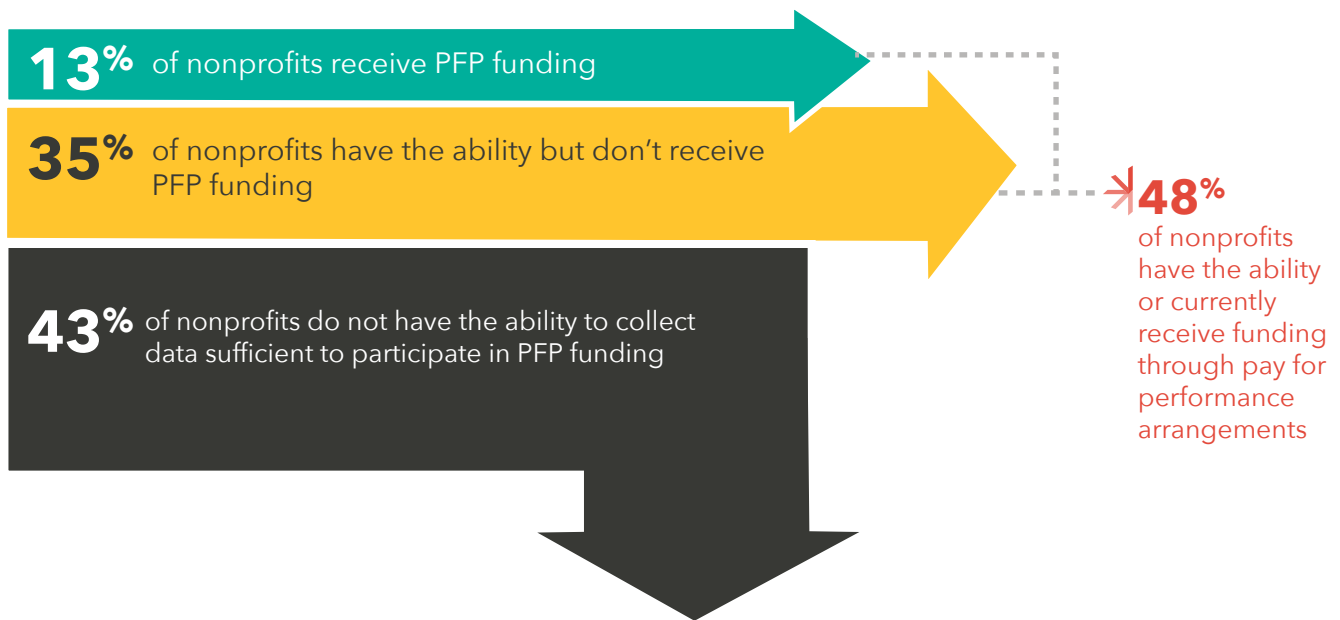 13% of nonprofits receive PFP funding
35% of nonprofits have the ability but don’t receive
PFP funding
48%
of nonprofits
have the ability
or currently
receive funding
through pay for
performance
arrangements
43% of nonprofits do not have the ability to collect
data sufficient to participate in PFP funding